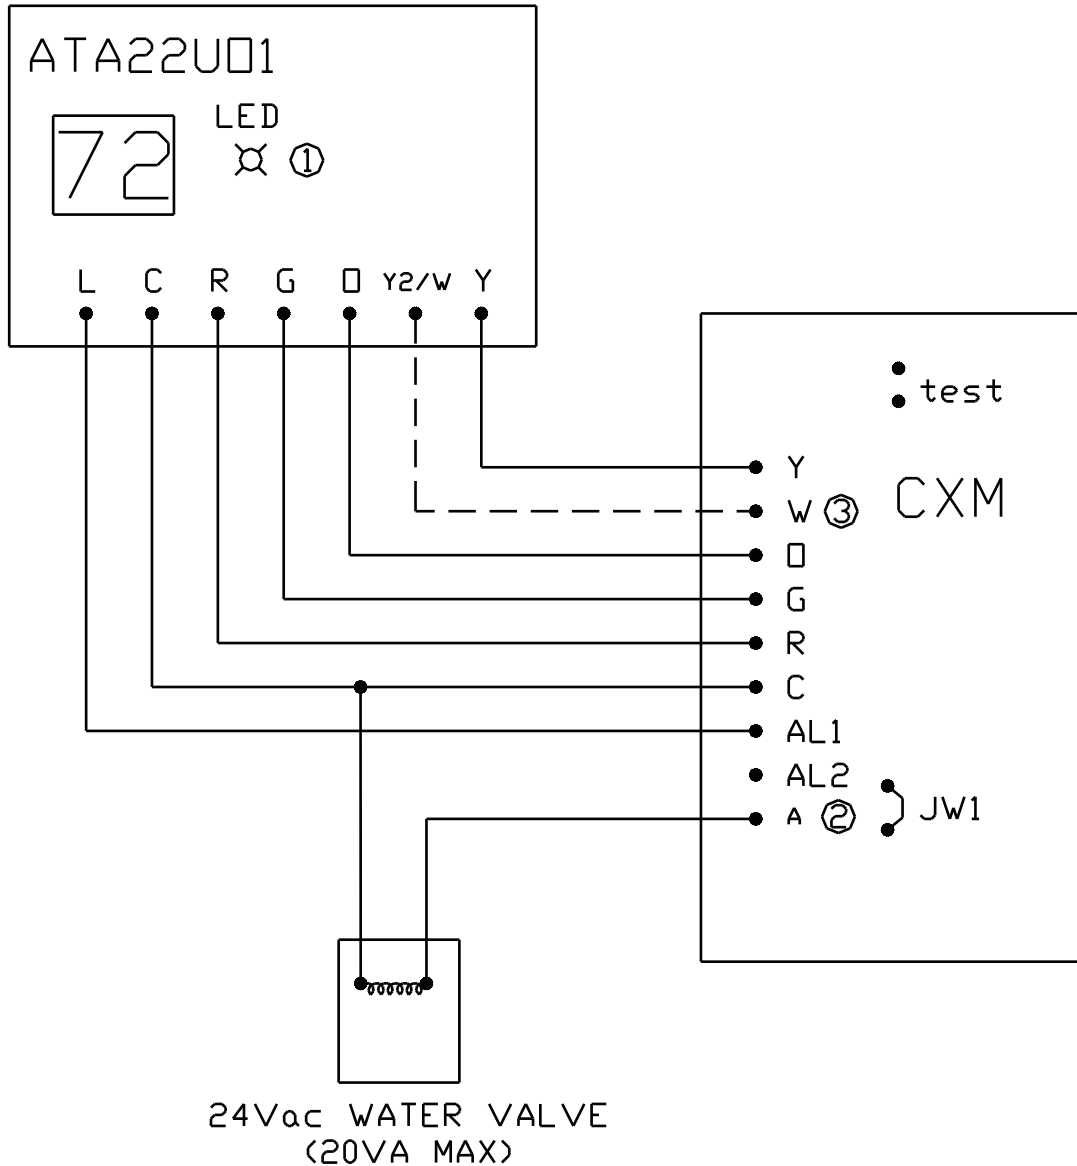 ATA22U01
LED
72
1
L C R G O Y2/W Y
test
Y
W 3
CXM
O
G
R
C
AL1
AL2
A 2
JW1
24Vac WATER VALVE
(20VA MAX)